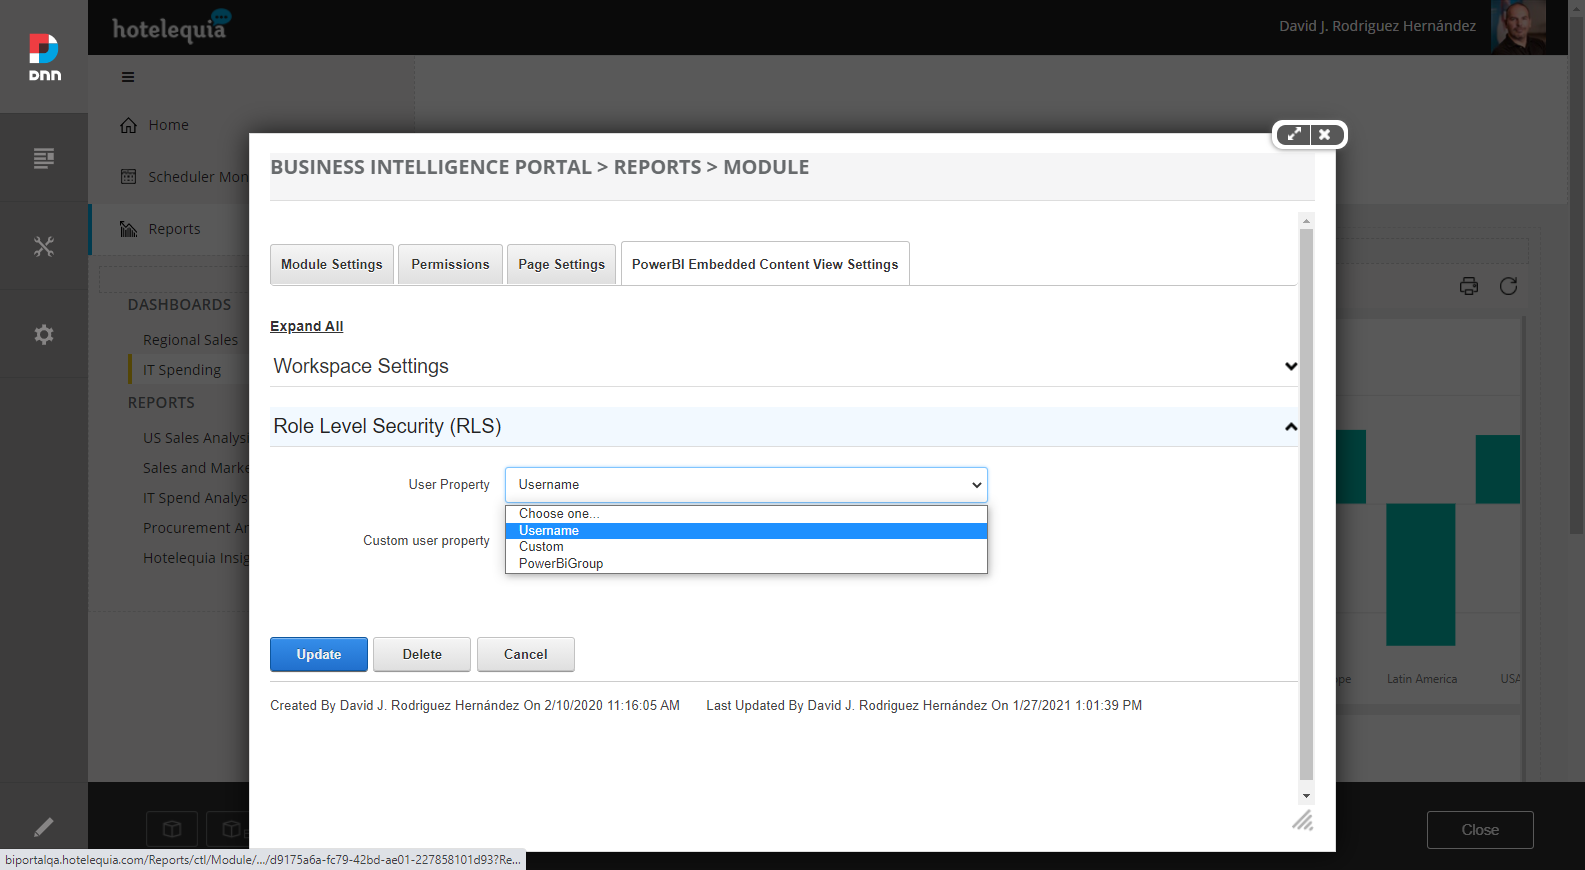 hotelequia
David J. Rodriguez Hernández
DNN
Home
Scheduler Mon
Reports
DASHBOARDS
Regional Sales
IT Spending
REPORTS
US Sales Analysi
Sales and Marke
IT Spend Analys
Procurement An
Hotelequia Insig
BUSINESS INTELLIGENCE PORTAL > REPORTS > MODULE
Module Settings
Permissions
Page Settings
PowerBI Embedded Content View Settings
Expand All
Workspace Settings
Role Level Security (RLS)
User Property
Username
Choose one...
Username
Custom
PowerBiGroup
Custom user property
Update
Delete
Cancel
Created By David J. Rodriguez Hernández On 2/10/2020 11:16:05 AM
Last Updated By David J. Rodriguez Hernández On 1/27/2021 1:01:39 PM
pe
Latin America
USA
Close
biportalqa.hotelequia.com/Reports/ctl/Module/.../d9175a6a-fc79-42bd-ae01-227858101d93?Re...